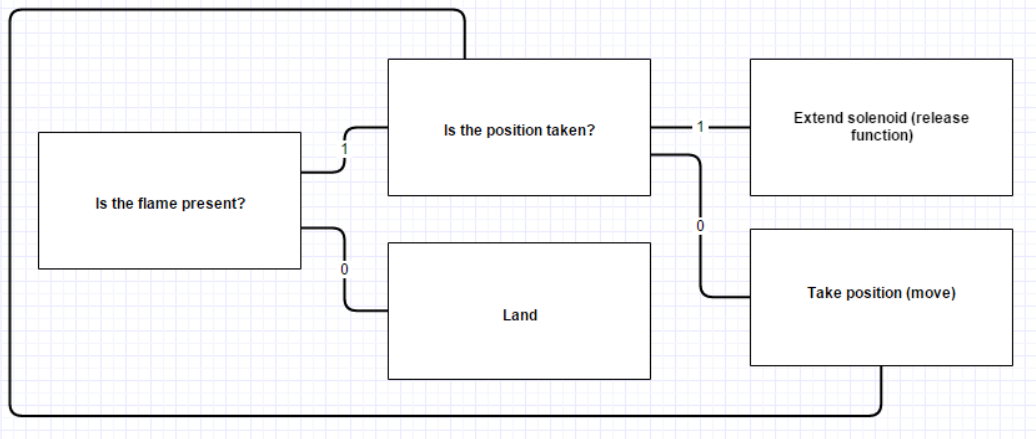 Is the flame present?
1
0
Is the position taken?
Land
1
0
Extend solenoid (release
function)
Take position (move)